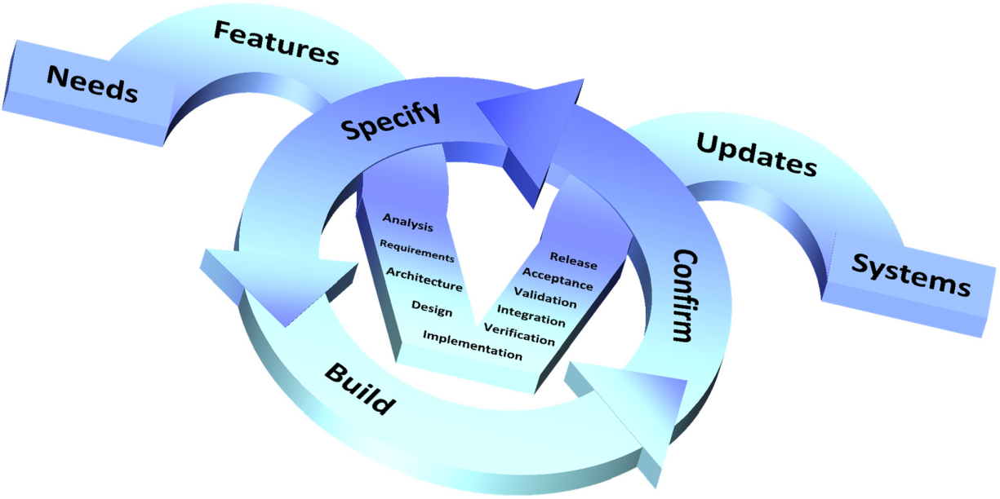 Needs
Features
Specify
Analysis
Requirements
Architecture
Design
Implementation
Verification
Integration
Validation
Acceptance
Release
Confirm
Build
Updates
Systems